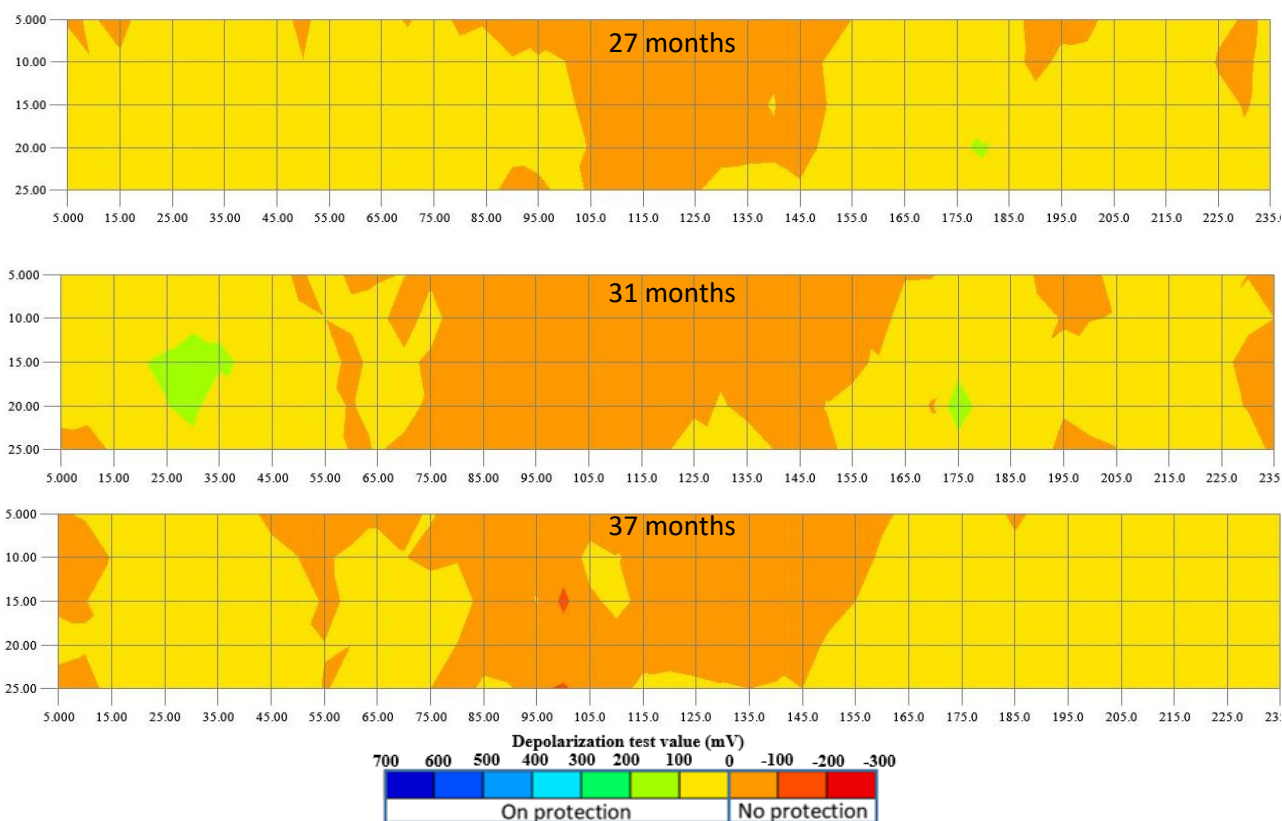 5.000
27 months
10.00
15.00
20.00
25.00
5.000 15.00 25.00 35.00 45.00 55.00 65.00 75.00 85.00 95.00 105.0 115.0 125.0 135.0 145.0 155.0 165.0 175.0 185.0 195.0 205.0 215.0 225.0 235.0
5.000
31 months
10.00
15.00
20.00
25.00
5.000 15.00 25.00 35.00 45.00 55.00 65.00 75.00 85.00 95.00 105.0 115.0 125.0 135.0 145.0 155.0 165.0 175.0 185.0 195.0 205.0 215.0 225.0 235
5.000
37 months
10.00
15.00
20.00
25.00
5.000 15.00 25.00 35.00 45.00 55.00 65.00 75.00 85.00 95.00 105.0 115.0 125.0 135.0 145.0 155.0 165.0 175.0 185.0 195.0 205.0 215.0 225.0 235.
Depolarization test value (mV)
700 600 500 400 300 200 100 0 -100 -200 -300
On protection No protection